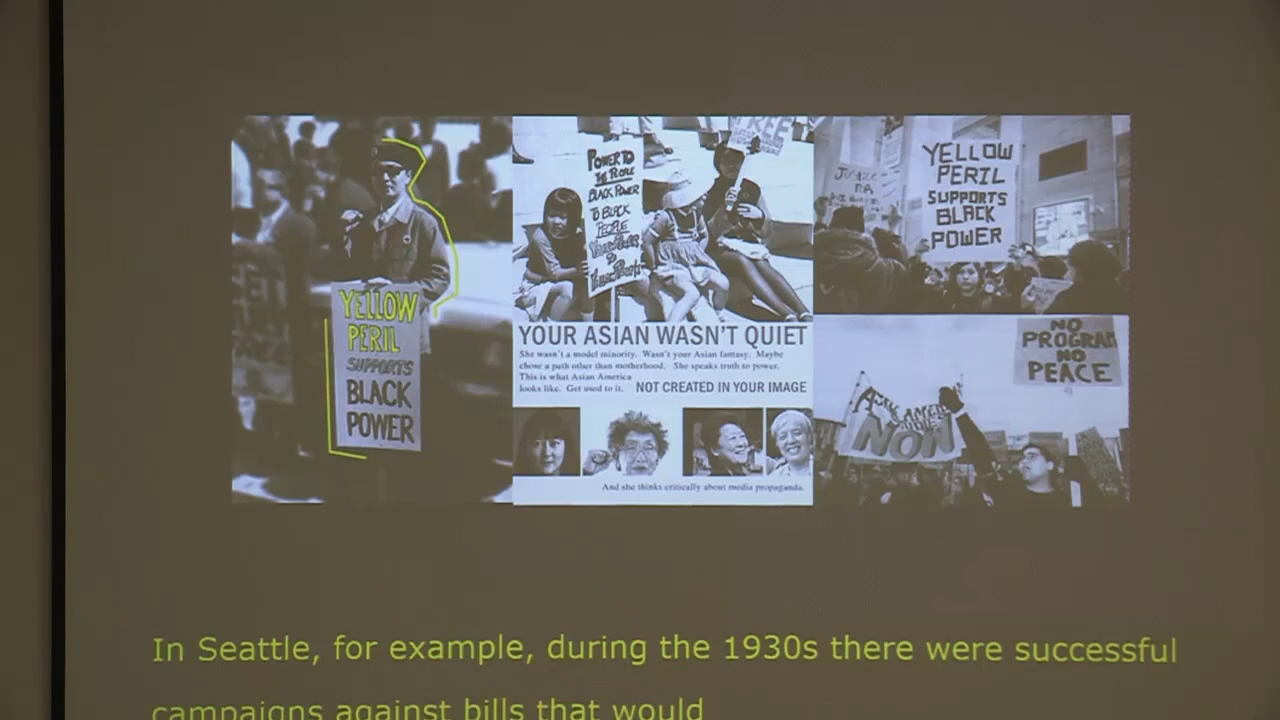 YELLOW
PERIL
SUPPORTS
BLACK
POWER
POWER TO
THE PEOPLE
BLACK POWER
TO BLACK
PEOPLE
FREE
YOUR ASIAN WASN'T QUIET
She wasn't a model minority. Wasn't your Asian fantasy. Maybe
chose a path other than motherhood. She speaks truth to power.
This is what Asian America
looks like. Get used to it. NOT CREATED IN YOUR IMAGE
And she thinks critically about media propaganda.
JUSTICE
FOR
YELLOW
PERIL
SUPPORTS
BLACK
POWER
NO
PROGRAM
NO
PEACE
NOW
In Seattle, for example, during the 1930s there were successful
campaigns against bills that would